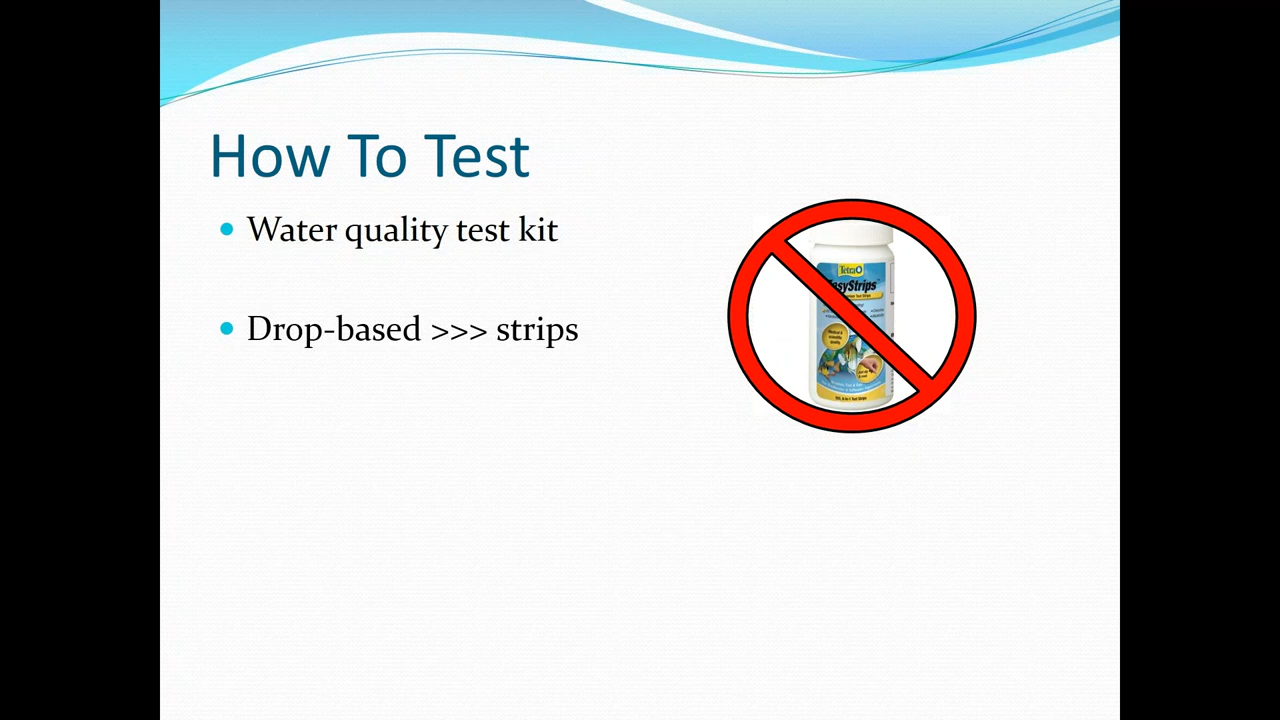 How To Test
Water quality test kit
Drop-based >>> strips
Tetra
EasyStrips